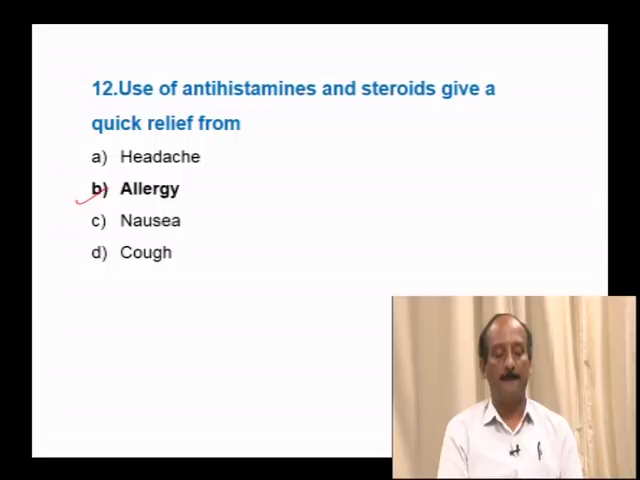 12.Use of antihistamines and steroids give a
quick relief from
a) Headache
b) Allergy
c) Nausea
d) Cough